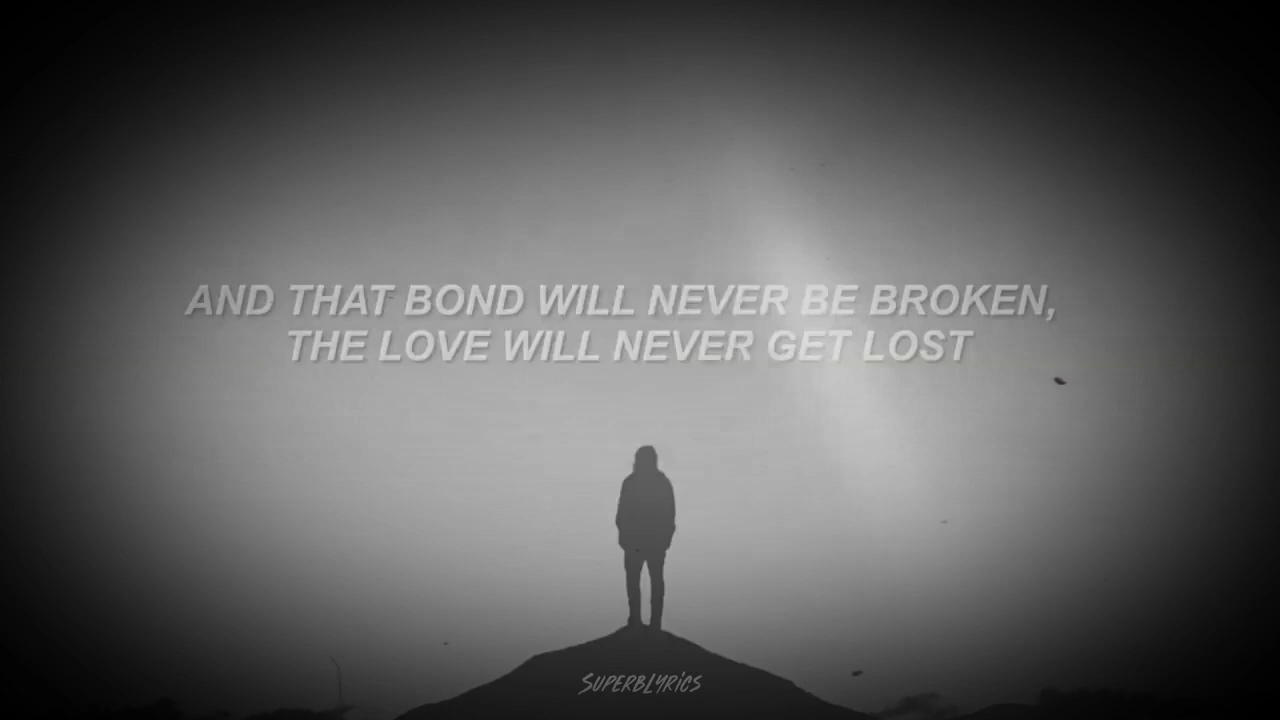 AND THAT BOND WILL NEVER BE BROKEN,
THE LOVE WILL NEVER GET LOST
SUPERBLYRICS